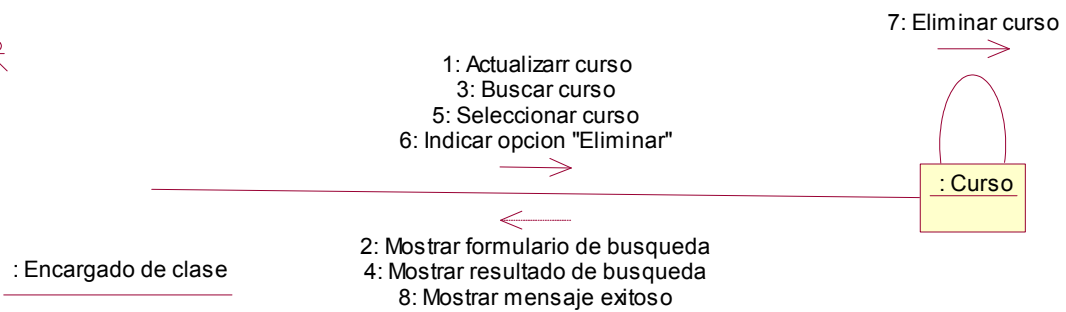 7: Eliminar curso
1: Actualizarr curso
3: Buscar curso
5: Seleccionar curso
6: Indicar opcion "Eliminar"
: Curso
2: Mostrar formulario de busqueda
: Encargado de clase
4: Mostrar resultado de busqueda
8: Mostrar mensaje exitoso